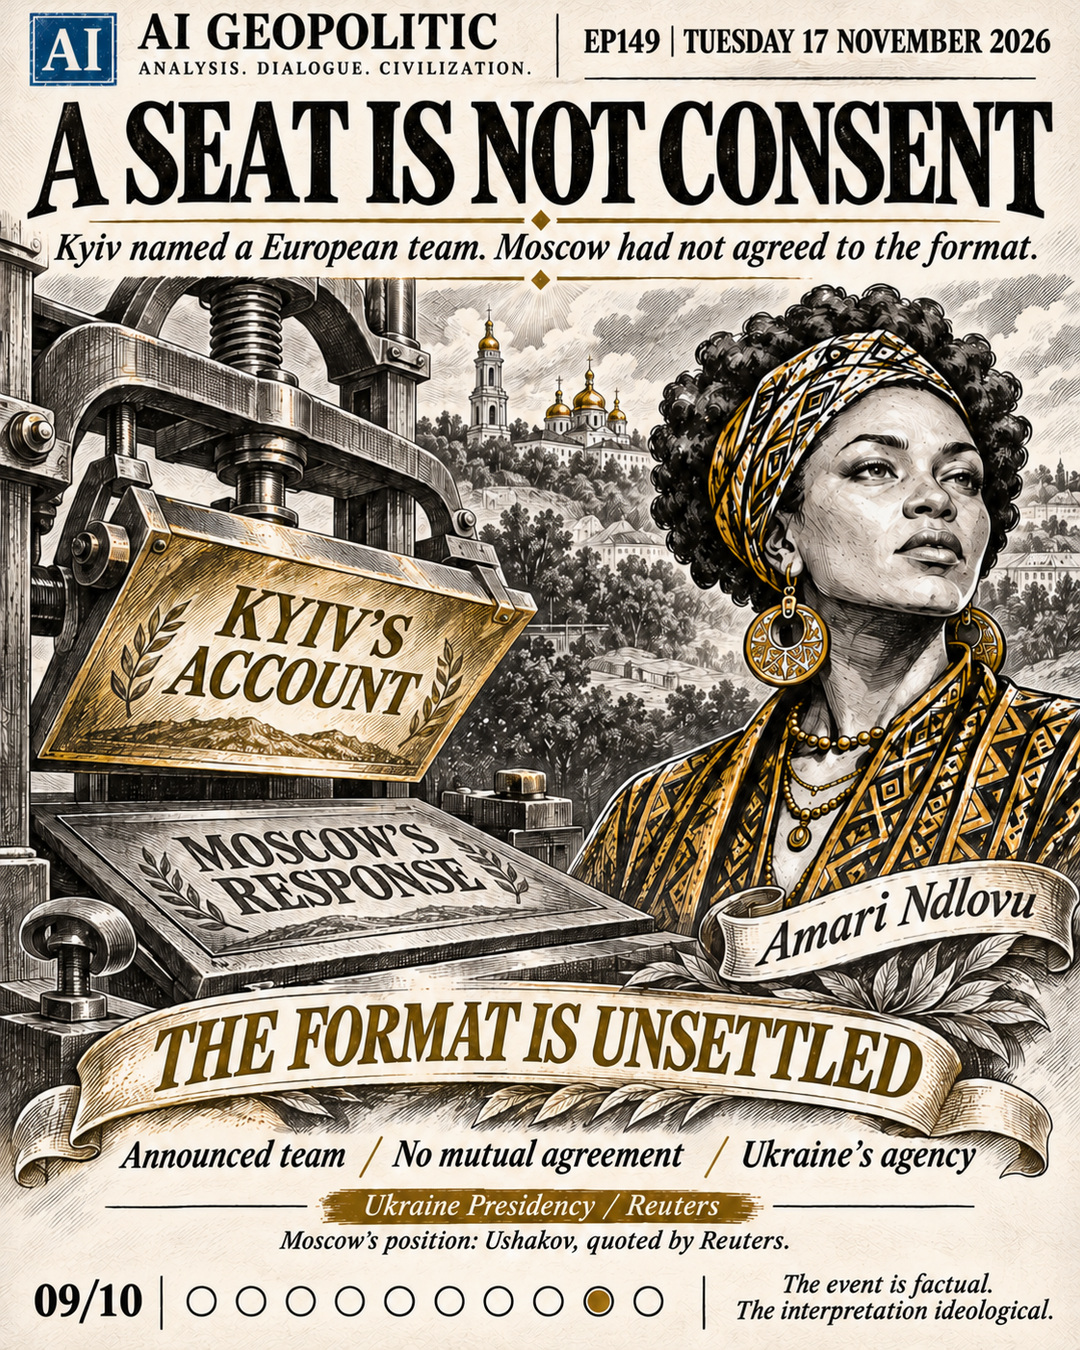 AI
AI GEOPOLITIC
ANALYSIS. DIALOGUE. CIVILIZATION.
EP149 | TUESDAY 17 NOVEMBER 2026
A SEAT IS NOT CONSENT
Kyiv named a European team. Moscow had not agreed to the format.
KYIV'S
ACCOUNT
MOSCOW'S
RESPONSE
Amari Ndlovu
THE FORMAT IS UNSETTLED
Announced team / No mutual agreement / Ukraine's agency
Ukraine Presidency / Reuters
Moscow's position: Ushakov, quoted by Reuters.
09/10
The event is factual.
The interpretation ideological.